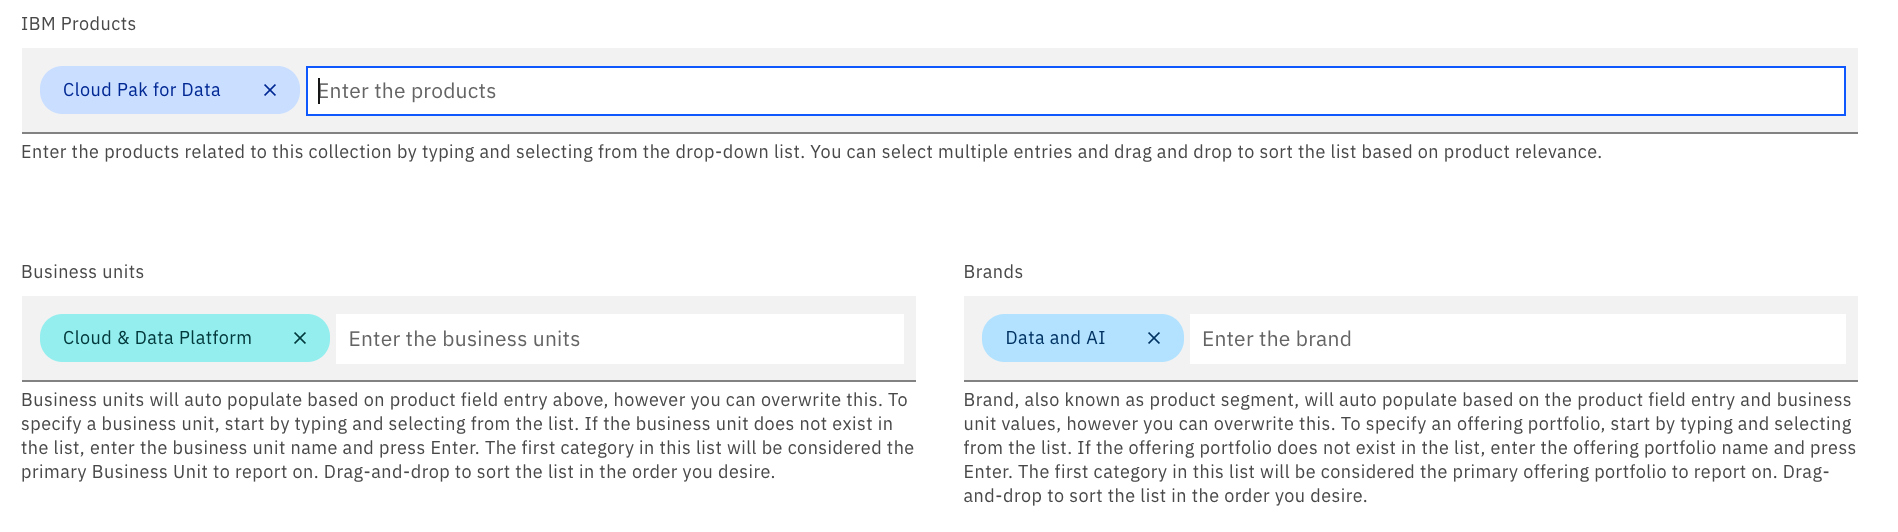 IBM Products
Cloud Pak for Data
Enter the products
Enter the products related to this collection by typing and selecting from the drop-down list. You can select multiple entries and drag and drop to sort the list based on product relevance.
Business units
Cloud & Data Platform
Enter the business units
Business units will auto populate based on product field entry above, however you can overwrite this. To
specify a business unit, start by typing and selecting from the list. If the business unit does not exist in
the list, enter the business unit name and press Enter. The first category in this list will be considered the
primary Business Unit to report on. Drag-and-drop to sort the list in the order you desire.
Brands
Data and AI
Enter the brand
Brand, also known as product segment, will auto populate based on the product field entry and business
unit values, however you can overwrite this. To specify an offering portfolio, start by typing and selecting
from the list. If the offering portfolio does not exist in the list, enter the offering portfolio name and press
Enter. The first category in this list will be considered the primary offering portfolio to report on. Drag-
and-drop to sort the list in the order you desire.